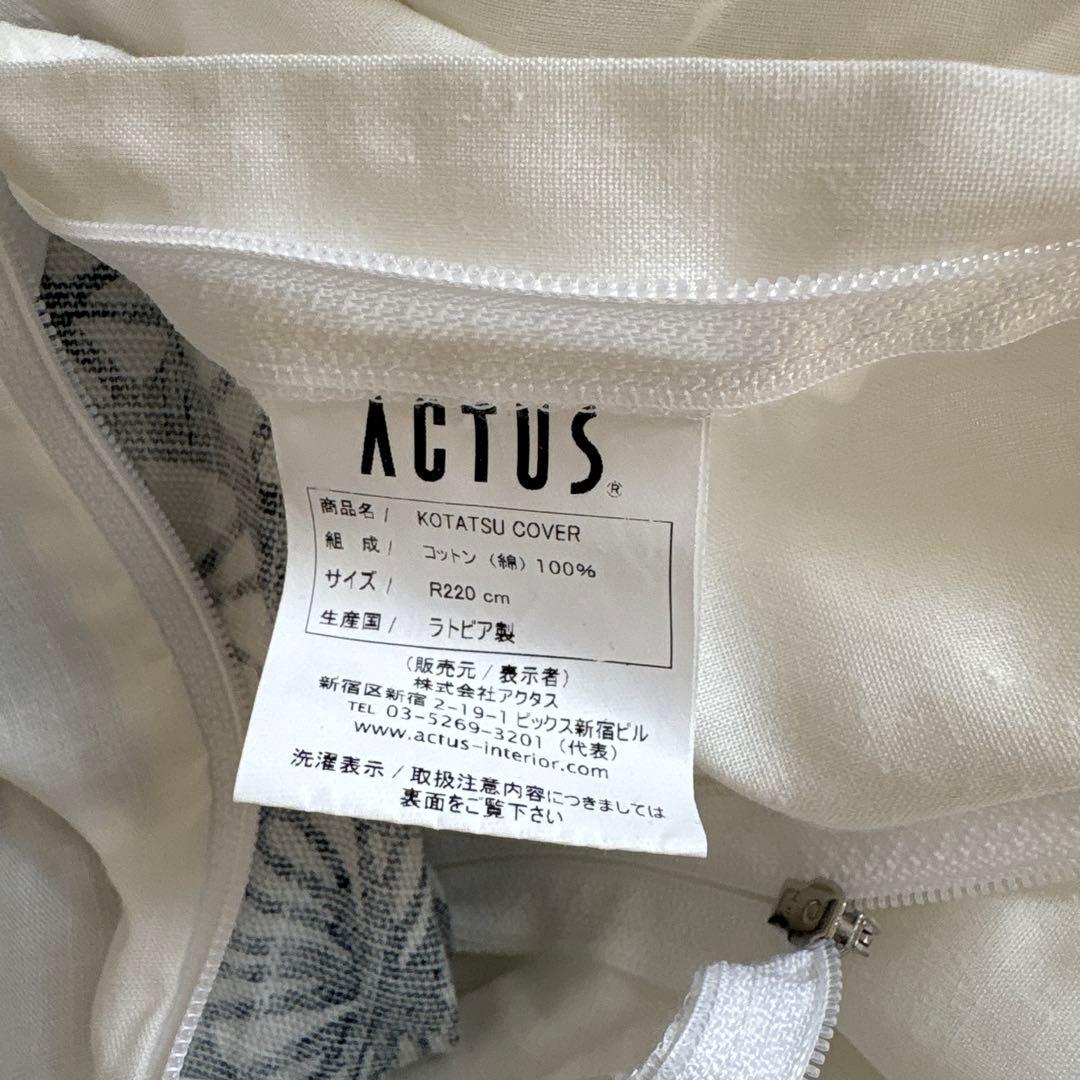 ACTUS®
商品名 / KOTATSU COVER
組 成 / コットン（綿）100%
サイズ / R220 cm
生産国 / ラトビア製
（販売元 / 表示者）
株式会社アクタス
新宿区新宿 2-19-1 ビックス新宿ビル
TEL 03-5269-3201（代表）
www.actus-interior.com
洗濯表示 / 取扱注意内容につきましては
裏面をご覧下さい